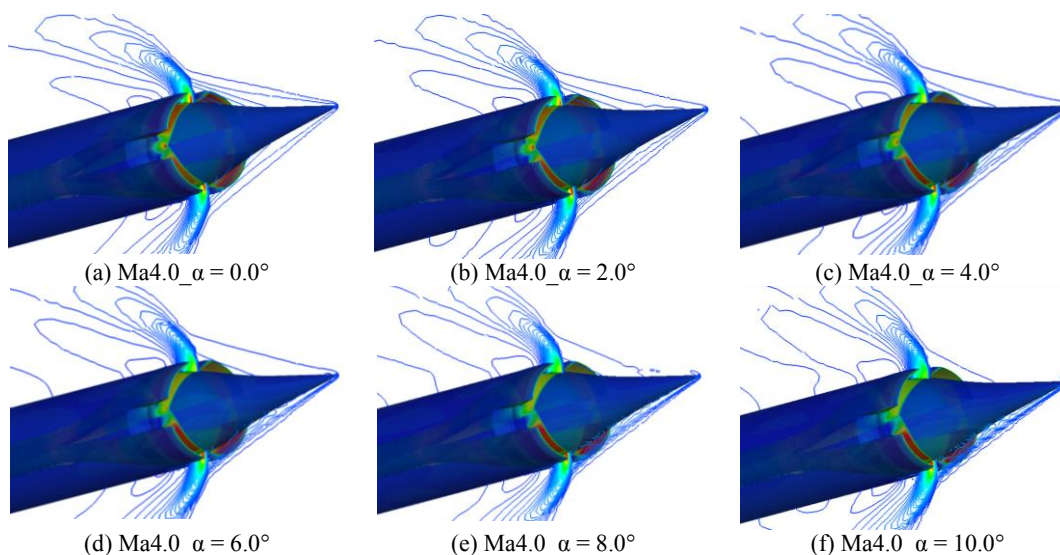 (a) Ma4.0_α = 0.0°
(b) Ma4.0_α = 2.0°
(c) Ma4.0_α = 4.0°
(d) Ma4.0_α = 6.0°
(e) Ma4.0_α = 8.0°
(f) Ma4.0_α = 10.0°